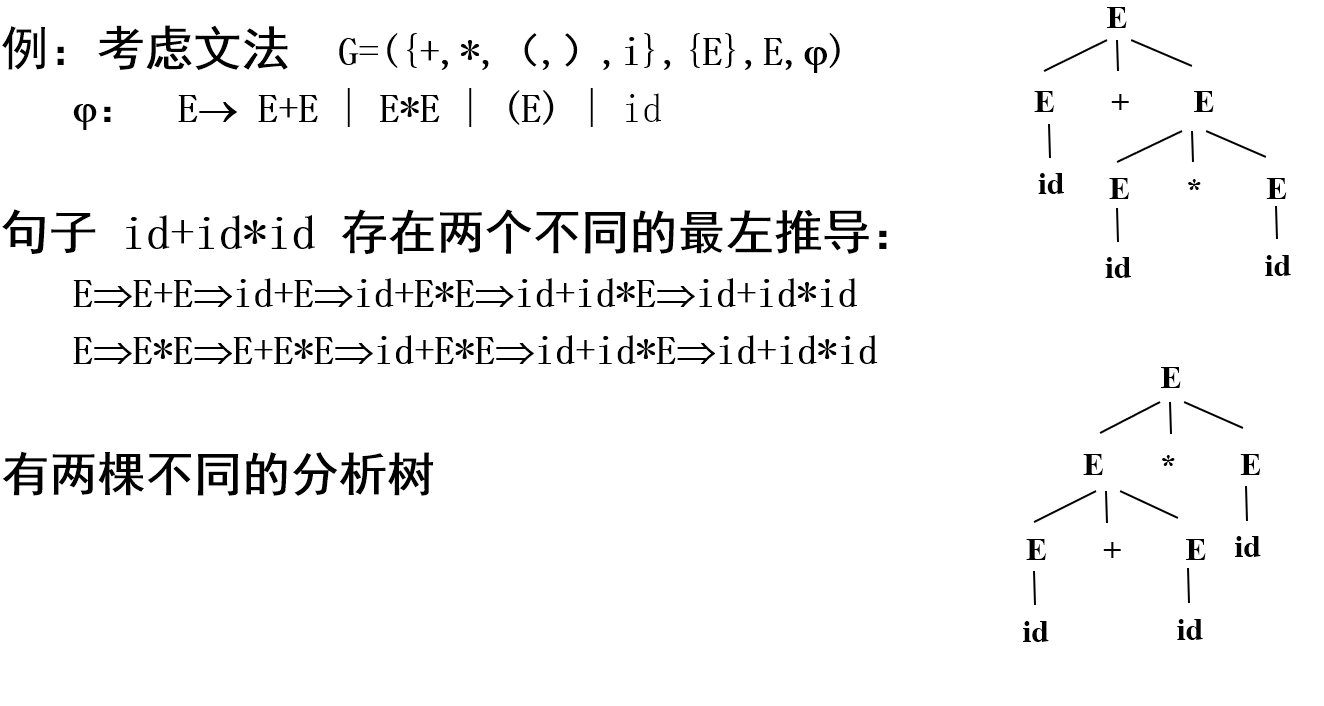 例：考虑文法 G=({+,*,（,）,i},{E},E,φ)
φ： E→ E+E | E*E | (E) | id
句子 id+id*id 存在两个不同的最左推导：
E⇒E+E⇒id+E⇒id+E*E⇒id+id*E⇒id+id*id
E⇒E*E⇒E+E*E⇒id+E*E⇒id+id*E⇒id+id*id
有两棵不同的分析树
E
E + E
id E * E
id id
E
E * E
E + E id
id id